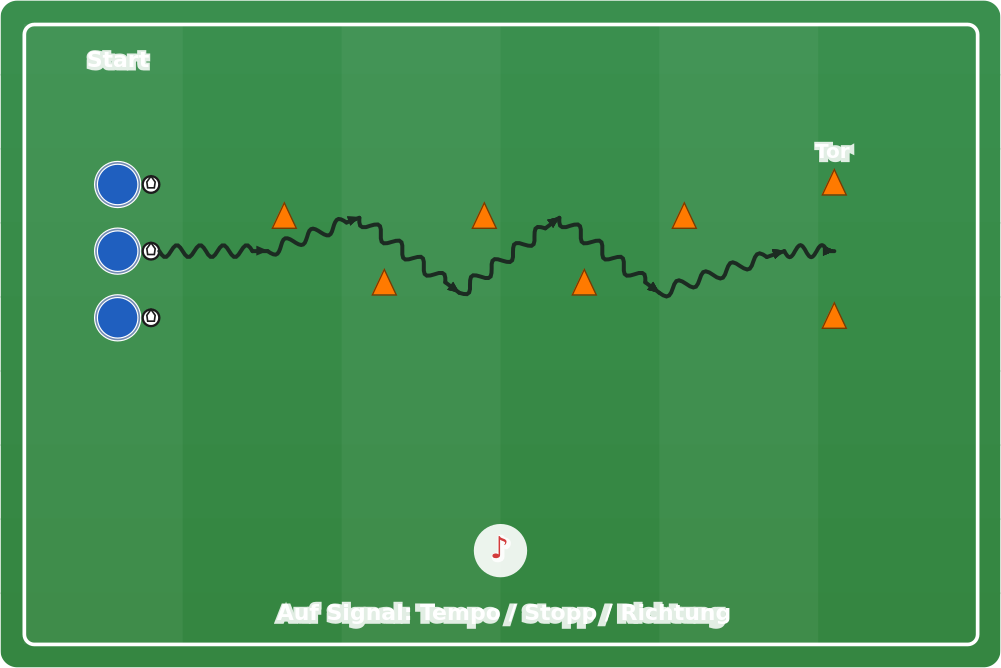 Start
Tor
♪
Auf Signal: Tempo / Stopp / Richtung